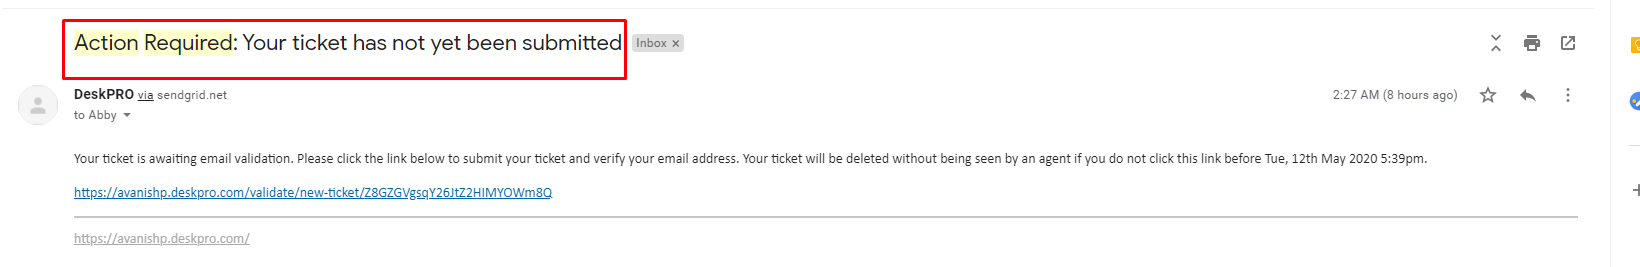 Action Required: Your ticket has not yet been submitted Inbox x
DeskPRO via sendgrid.net 2:27 AM (8 hours ago)
to Abby
Your ticket is awaiting email validation. Please click the link below to submit your ticket and verify your email address. Your ticket will be deleted without being seen by an agent if you do not click this link before Tue, 12th May 2020 5:39pm.
https://avanishp.deskpro.com/validate/new-ticket/Z8GZGVgsqY26JtZ2HIMYOWm8Q
https://avanishp.deskpro.com/